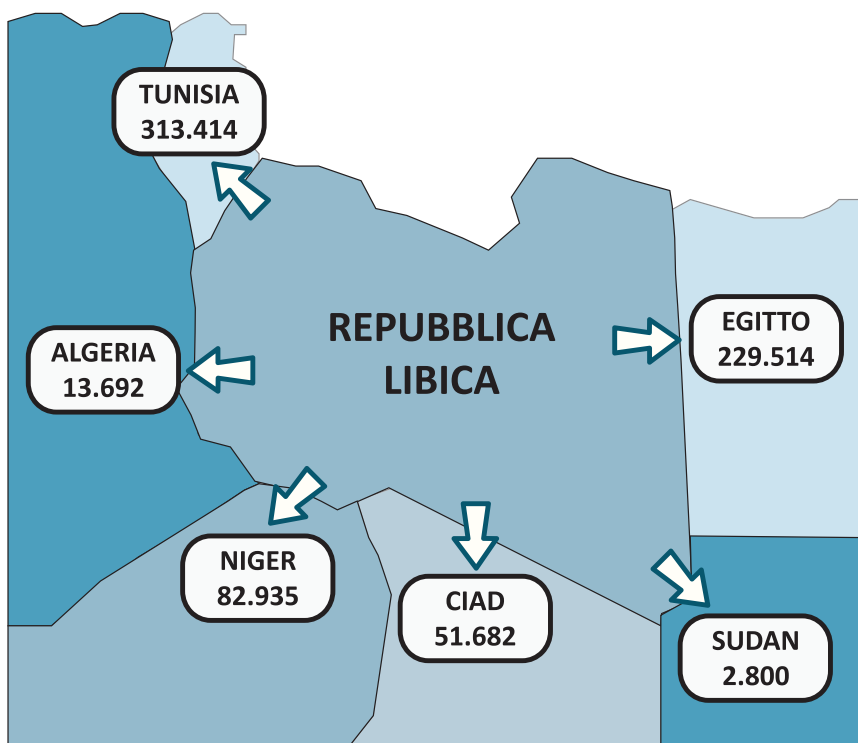 TUNISIA
313.414
REPUBBLICA
LIBICA
EGITTO
229.514
ALGERIA
13.692
NIGER
82.935
CIAD
51.682
SUDAN
2.800